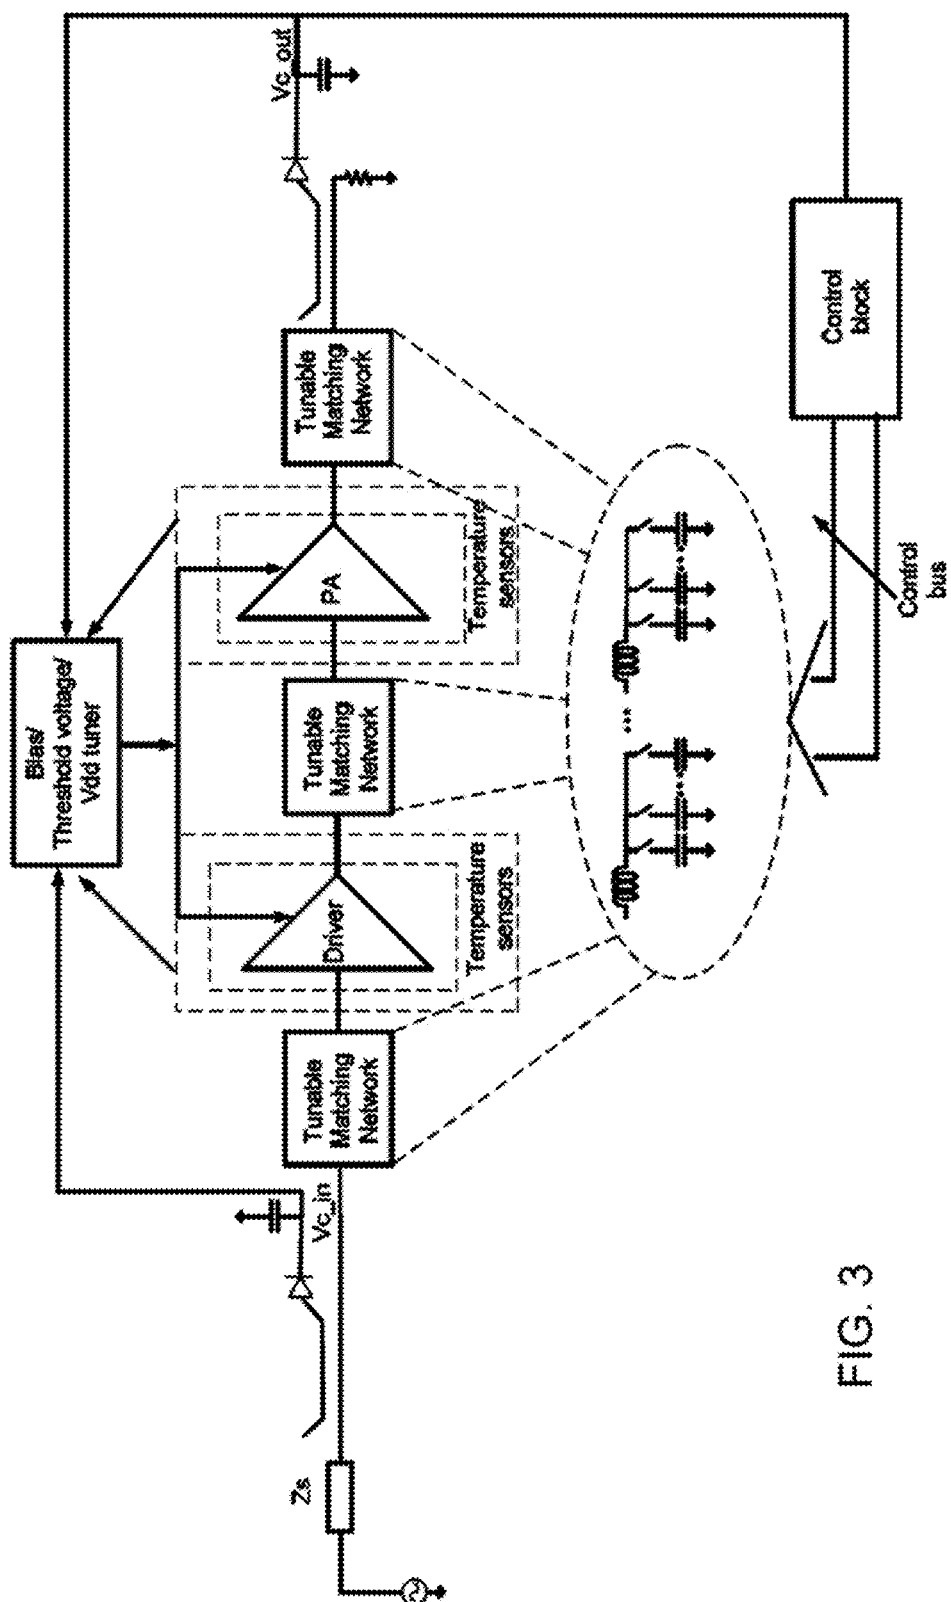 Bias/
Threshold voltage/
Vdd tuner
Zs
Vc_in
Vc_out
Tunable
Matching
Network
Driver
Temperature
sensors
Tunable
Matching
Network
PA
Temperature
sensors
Tunable
Matching
Network
Control
bus
Control
block
FIG. 3